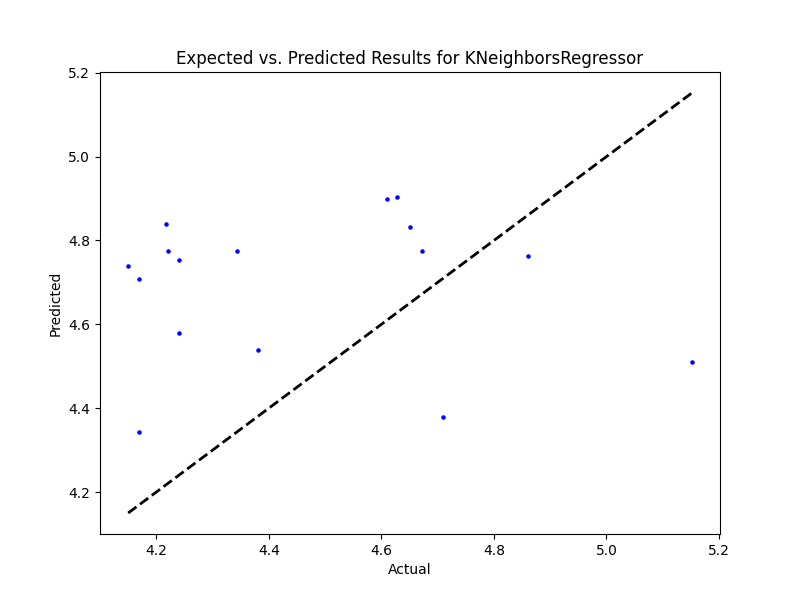 Expected vs. Predicted Results for KNeighborsRegressor
5.2
5.0
4.8
4.6
4.4
4.2
Predicted
4.2 4.4 4.6 4.8 5.0 5.2
Actual